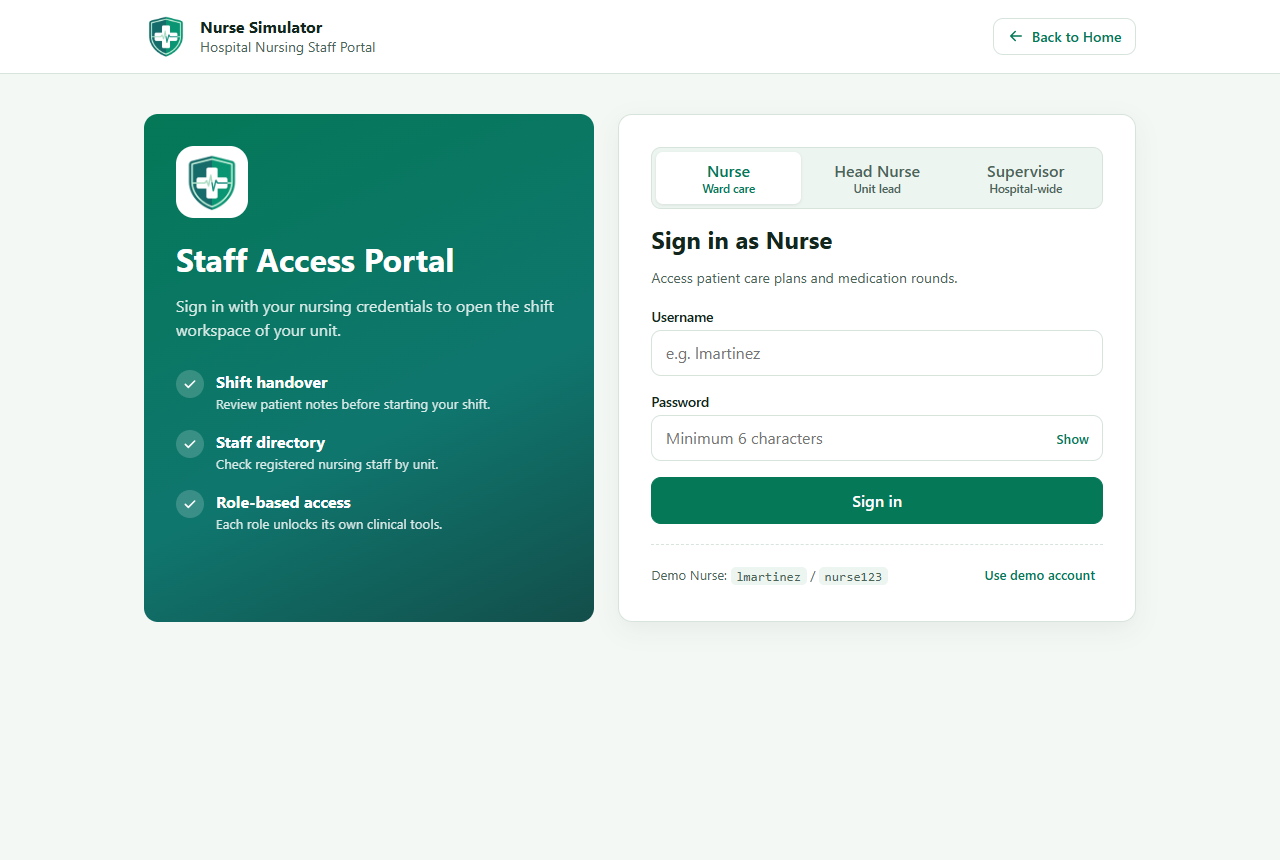 Nurse Simulator
Hospital Nursing Staff Portal
Back to Home
Staff Access Portal
Sign in with your nursing credentials to open the shift
workspace of your unit.
Shift handover
Review patient notes before starting your shift.
Staff directory
Check registered nursing staff by unit.
Role-based access
Each role unlocks its own clinical tools.
Nurse
Ward care
Head Nurse
Unit lead
Supervisor
Hospital-wide
Sign in as Nurse
Access patient care plans and medication rounds.
Username
e.g. lmartinez
Password
Minimum 6 characters
Show
Sign in
Demo Nurse: lmartinez / nurse123
Use demo account